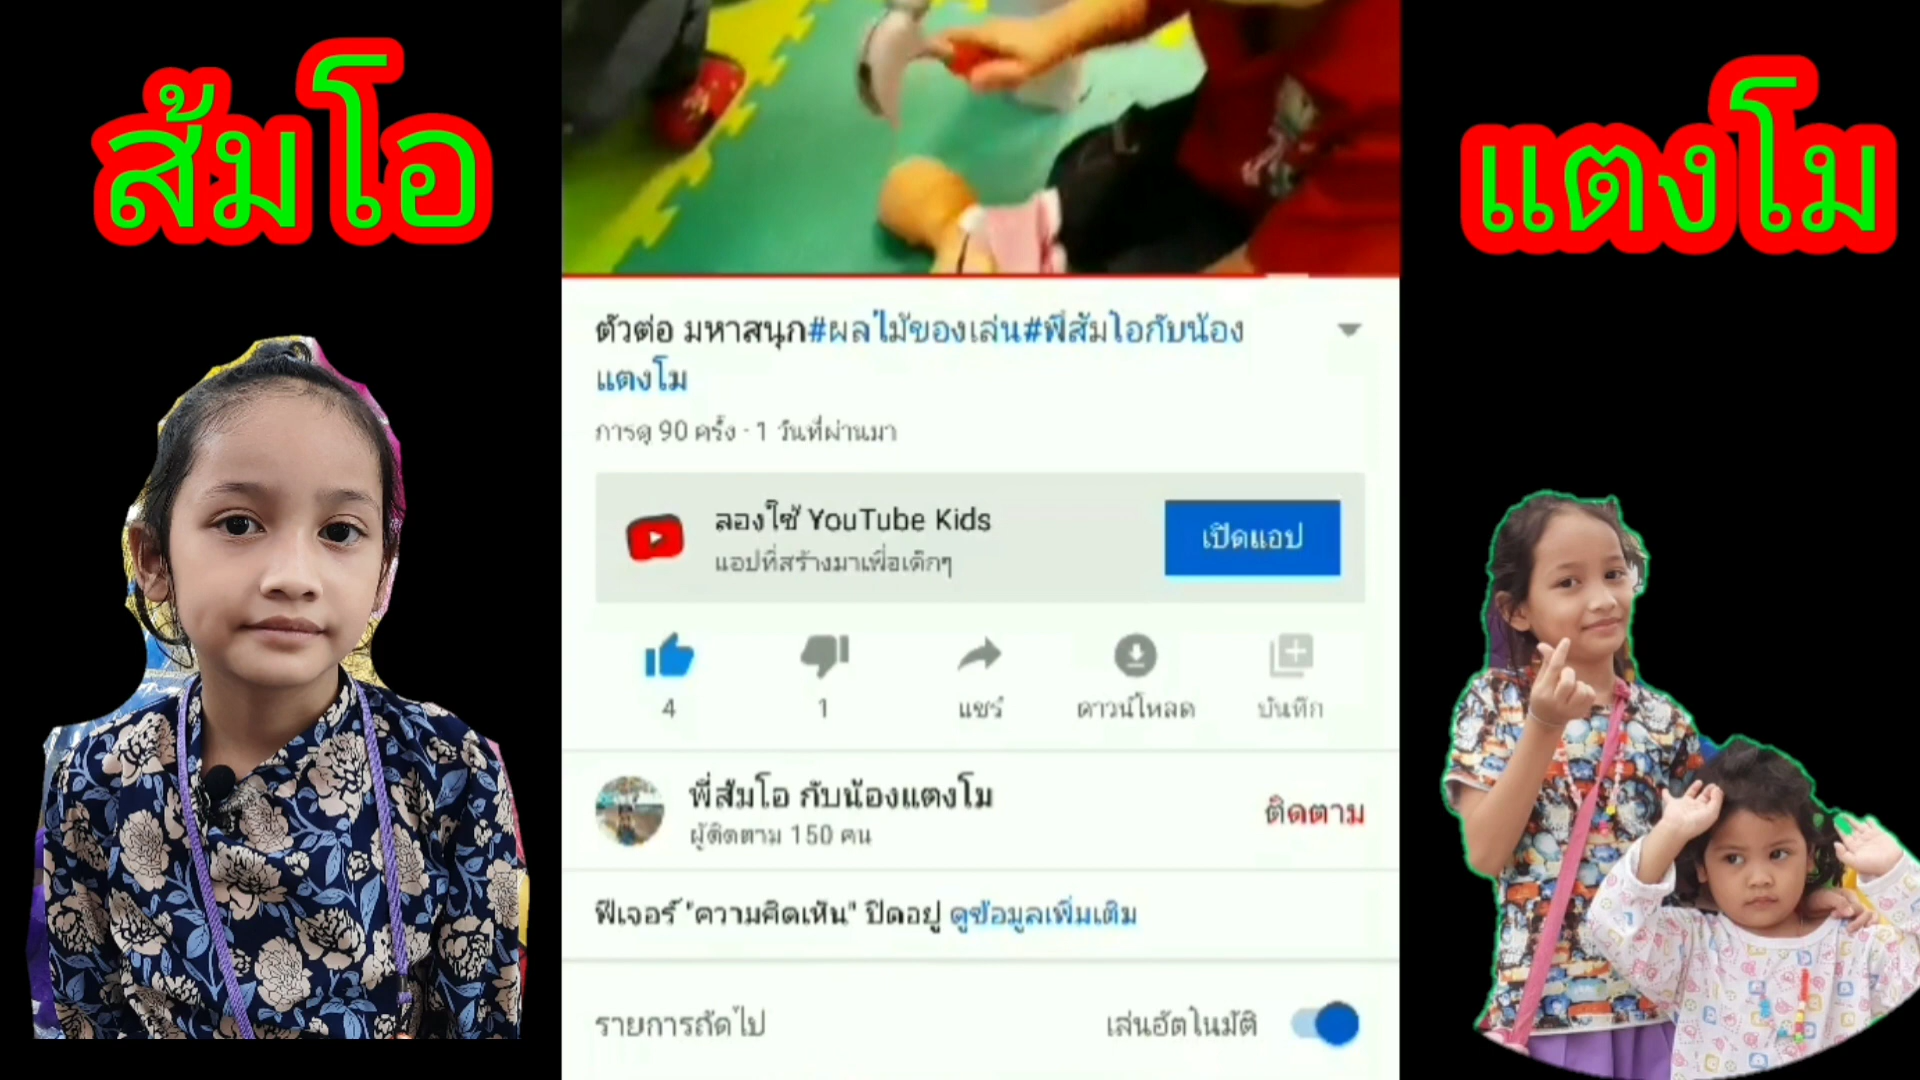 ส้มโอ
แตงโม
ตัวต่อ มหาสนุก#ผลไม้ของเล่น#พี่ส้มโอกับน้อง
แตงโม
การดู 90 ครั้ง · 1 วันที่ผ่านมา
ลองใช้ YouTube Kids
แอปที่สร้างมาเพื่อเด็กๆ
เปิดแอป
4
1
แชร์
ดาวน์โหลด
บันทึก
พี่ส้มโอ กับน้องแตงโม
ผู้ติดตาม 150 คน
ติดตาม
ฟีเจอร์ "ความคิดเห็น" ปิดอยู่ ดูข้อมูลเพิ่มเติม
รายการถัดไป
เล่นอัตโนมัติ